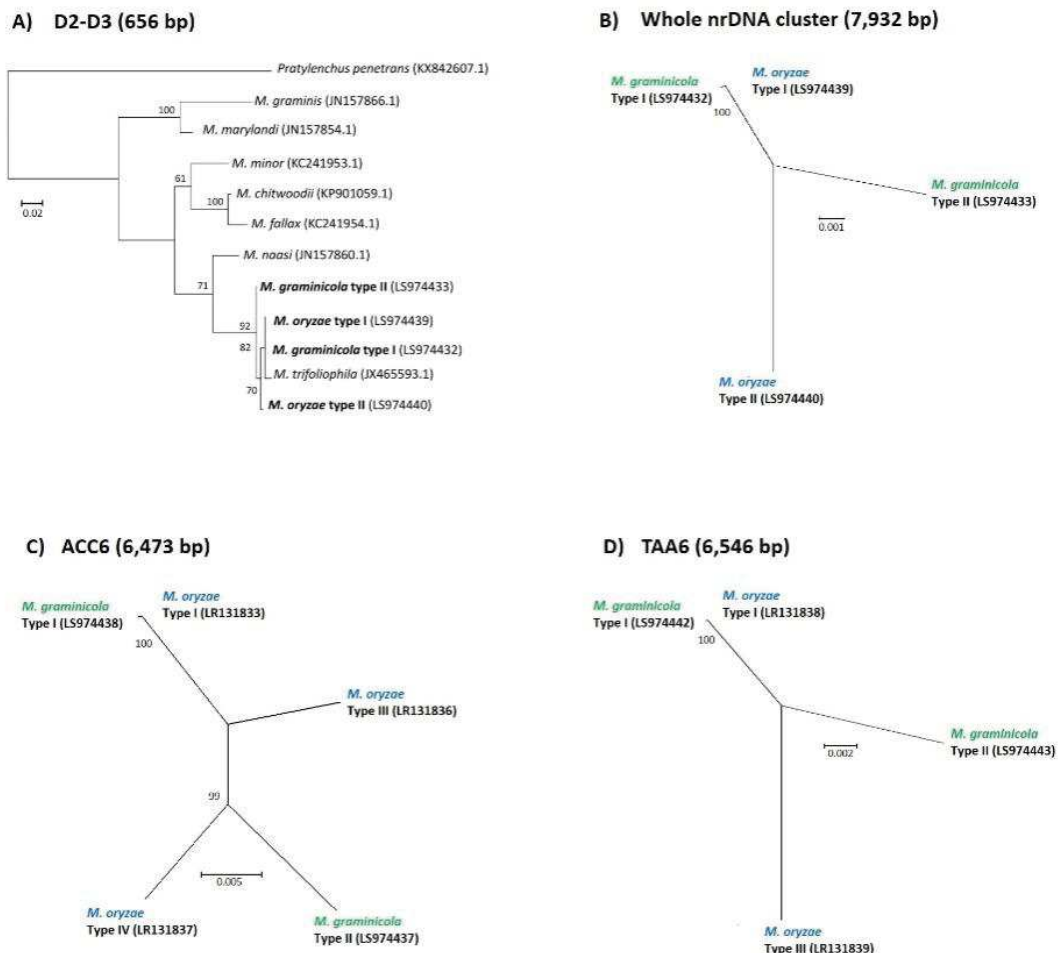 A) D2-D3 (656 bp)
Pratylenchus penetrans (KX842607.1)
M. graminis (JN157866.1)
100
M. marylandi (JN157854.1)
M. minor (KC241953.1)
61
M. chitwoodii (KP901059.1)
100
0.02
M. fallax (KC241954.1)
M. naasi (JN157860.1)
71
M. graminicola type II (LS974433)
M. oryzae type I (LS974439)
92
82
M. graminicola type I (LS974432)
M. trifoliophila (JX465593.1)
70
M. oryzae type II (LS974440)
B) Whole nrDNA cluster (7,932 bp)
M. oryzae
Type I (LS974439)
M. graminicola
Type I (LS974432)
100
M. graminicola
Type II (LS974433)
0.001
M. oryzae
Type II (LS974440)
C) ACC6 (6,473 bp)
M. oryzae
Type I (LR131833)
M. graminicola
Type I (LS974438)
100
M. oryzae
Type III (LR131836)
99
0.005
M. oryzae
Type IV (LR131837)
M. graminicola
Type II (LS974437)
D) TAA6 (6,546 bp)
M. oryzae
Type I (LR131838)
M. graminicola
Type I (LS974442)
100
M. graminicola
Type II (LS974443)
0.002
M. oryzae
Type III (LR131839)